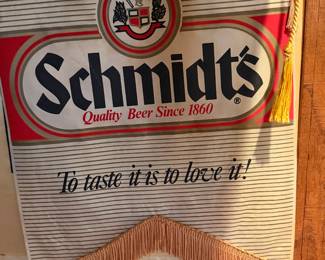 Schmidt's®
Quality Beer Since 1860
To taste it is to love it!